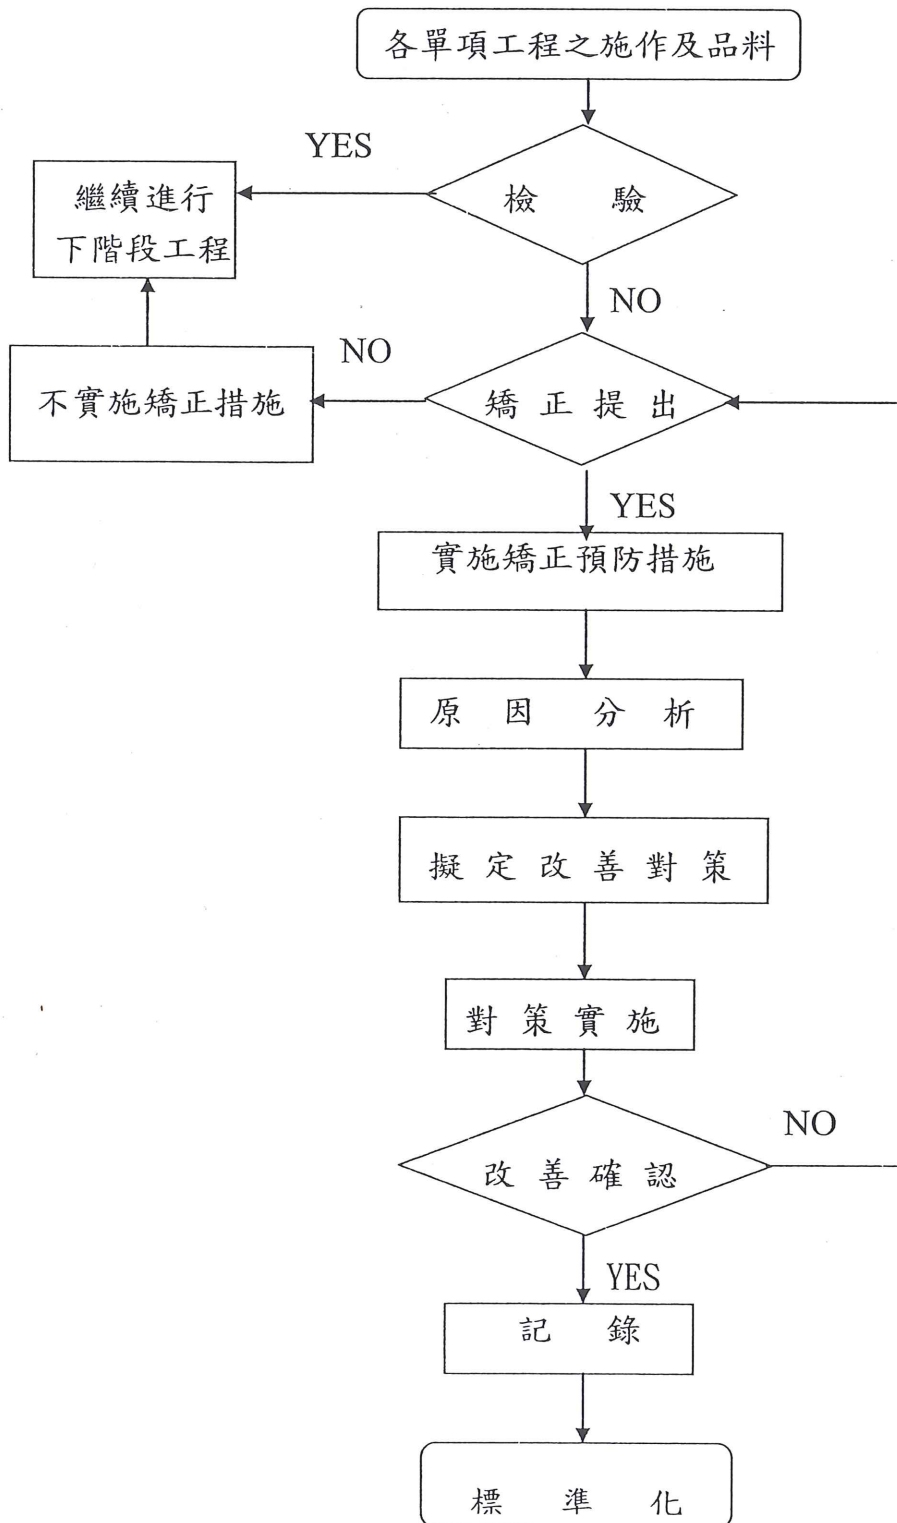 各單項工程之施作及品料
YES
檢 驗
繼續進行
下階段工程
NO
NO
不實施矯正措施
矯正提出
YES
實施矯正預防措施
原因分析
擬定改善對策
對策實施
NO
改善確認
YES
記錄
標準化